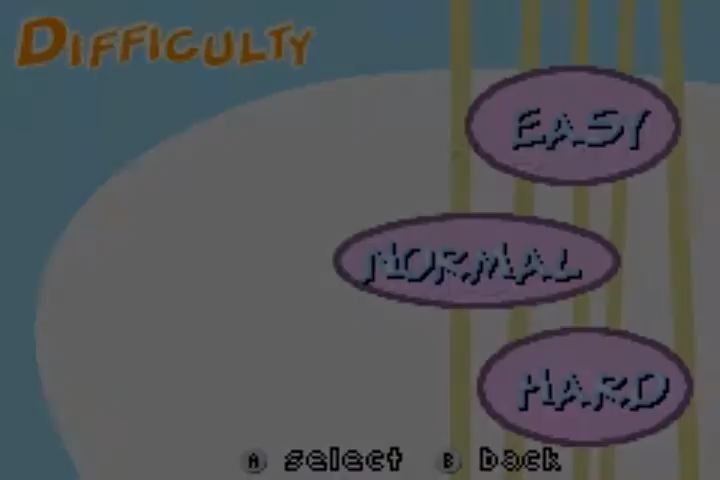 DIFFICULTY
EASY
NORMAL
HARD
A select B back